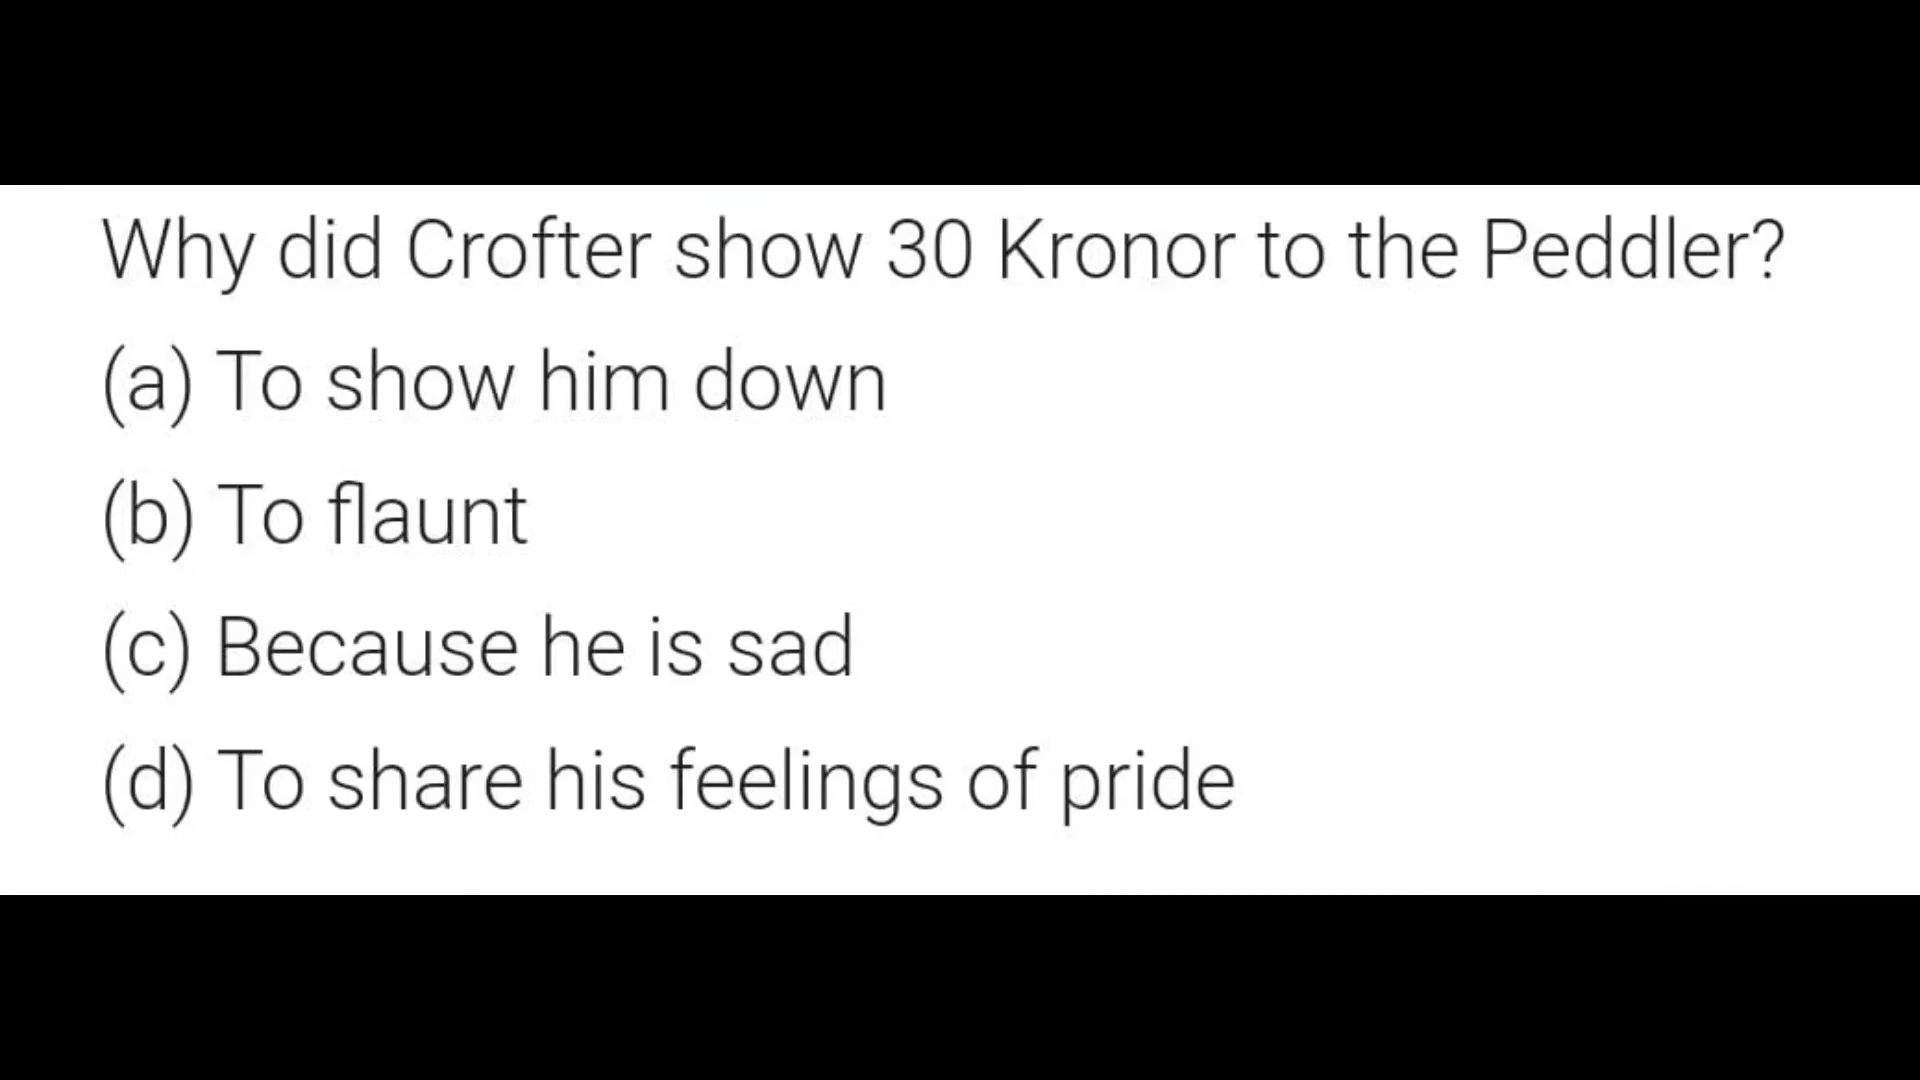 Why did Crofter show 30 Kronor to the Peddler?
(a) To show him down
(b) To flaunt
(c) Because he is sad
(d) To share his feelings of pride